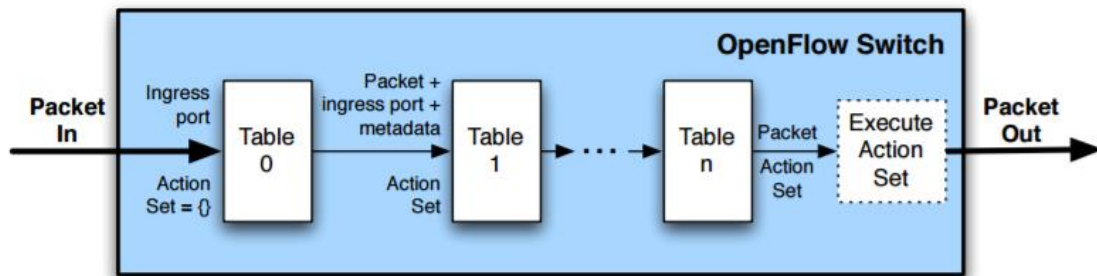 OpenFlow Switch
Packet
In
Ingress
port
Action
Set = {}
Table
0
Packet +
ingress port +
metadata
Action
Set
Table
1
...
Table
n
Packet
Action
Set
Execute
Action
Set
Packet
Out